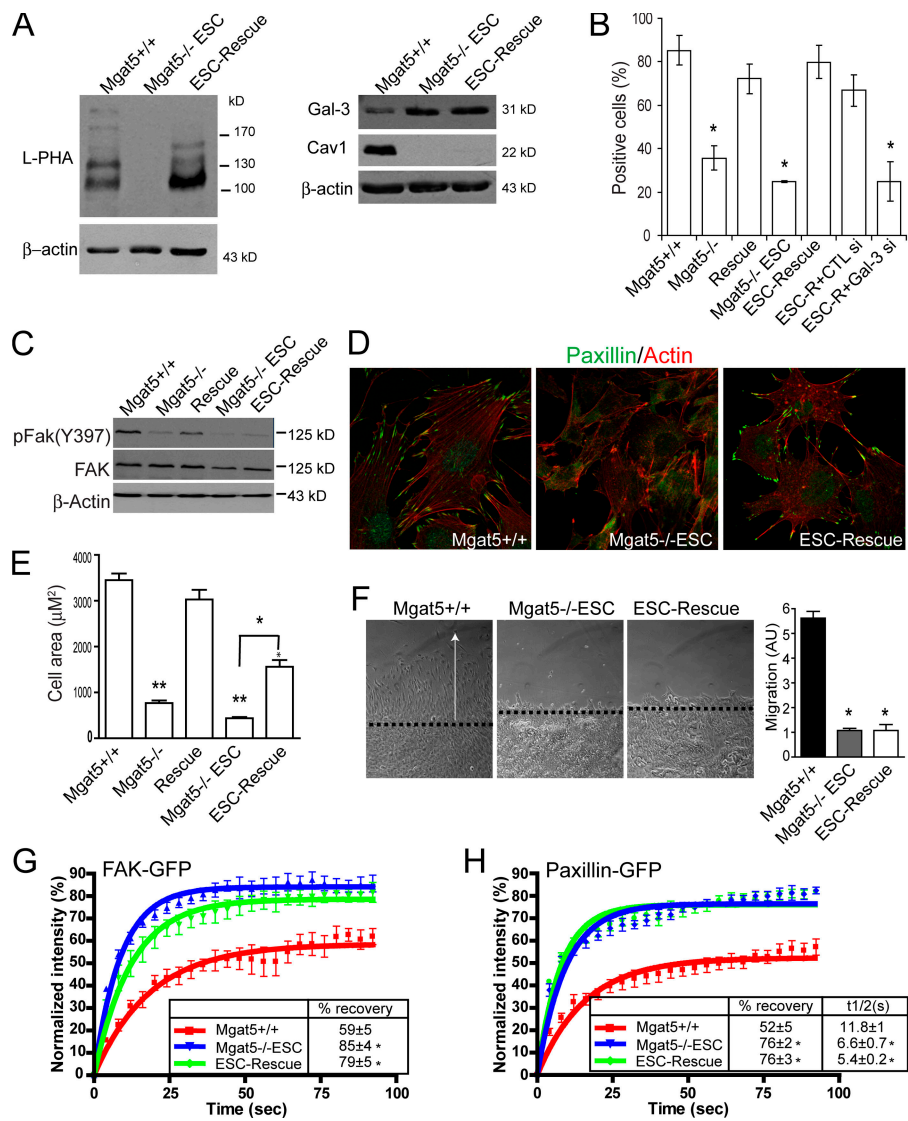 A
Mgat5+/+
Mgat5-/- ESC
ESC-Rescue
kD
170
130
100
L-PHA
β-actin
43 kD
Mgat5+/+
Mgat5-/- ESC
ESC-Rescue
Gal-3
31 kD
Cav1
22 kD
β-actin
43 kD
B
Positive cells (%)
100
80
60
40
20
0
*
*
*
Mgat5+/+
Mgat5-/-
Rescue
Mgat5-/- ESC
ESC-Rescue
ESC-R+CTL si
ESC-R+Gal-3 si
C
Mgat5+/+
Mgat5-/-
Rescue
Mgat5-/- ESC
ESC-Rescue
pFak(Y397)
125 kD
FAK
125 kD
β-Actin
43 kD
D
Paxillin/Actin
Mgat5+/+
Mgat5-/-ESC
ESC-Rescue
E
Cell area (µM²)
4000
3000
2000
1000
0
**
**
*
*
Mgat5+/+
Mgat5-/-
Rescue
Mgat5-/- ESC
ESC-Rescue
F
Mgat5+/+
Mgat5-/-ESC
ESC-Rescue
Migration (AU)
6
5
4
3
2
1
0
*
*
Mgat5+/+
Mgat5-/- ESC
ESC-Rescue
G
FAK-GFP
Normalized intensity (%)
90
80
70
60
50
40
30
20
10
0
0
25
50
75
100
Time (sec)
% recovery
Mgat5+/+ 59±5
Mgat5-/-ESC 85±4 *
ESC-Rescue 79±5 *
H
Paxillin-GFP
Normalized intensity (%)
90
80
70
60
50
40
30
20
10
0
0
25
50
75
100
Time (sec)
% recovery t1/2(s)
Mgat5+/+ 52±5 11.8±1
Mgat5-/-ESC 76±2 * 6.6±0.7 *
ESC-Rescue 76±3 * 5.4±0.2 *